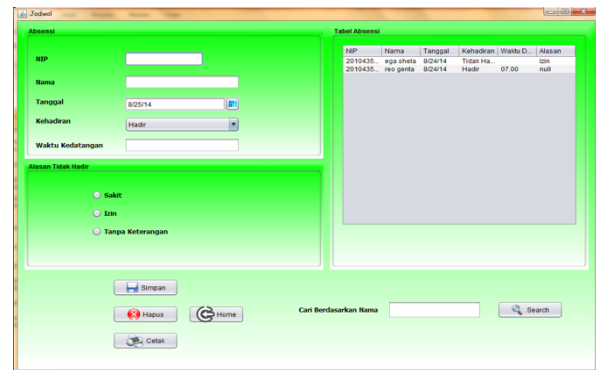 Jadwal
Absensi
NIP
Nama
Tanggal 8/25/14
Kehadiran Hadir
Waktu Kedatangan
Alasan Tidak Hadir
Sakit
Izin
Tanpa Keterangan
Simpan
Hapus Home
Cetak
Tabel Absensi
NIP Nama Tanggal Kehadiran Waktu D... Alasan
2010435... ega shela 8/24/14 Tidak Ha... Izin
2010435... reo genta 8/24/14 Hadir 07.00 null
Cari Berdasarkan Nama Search